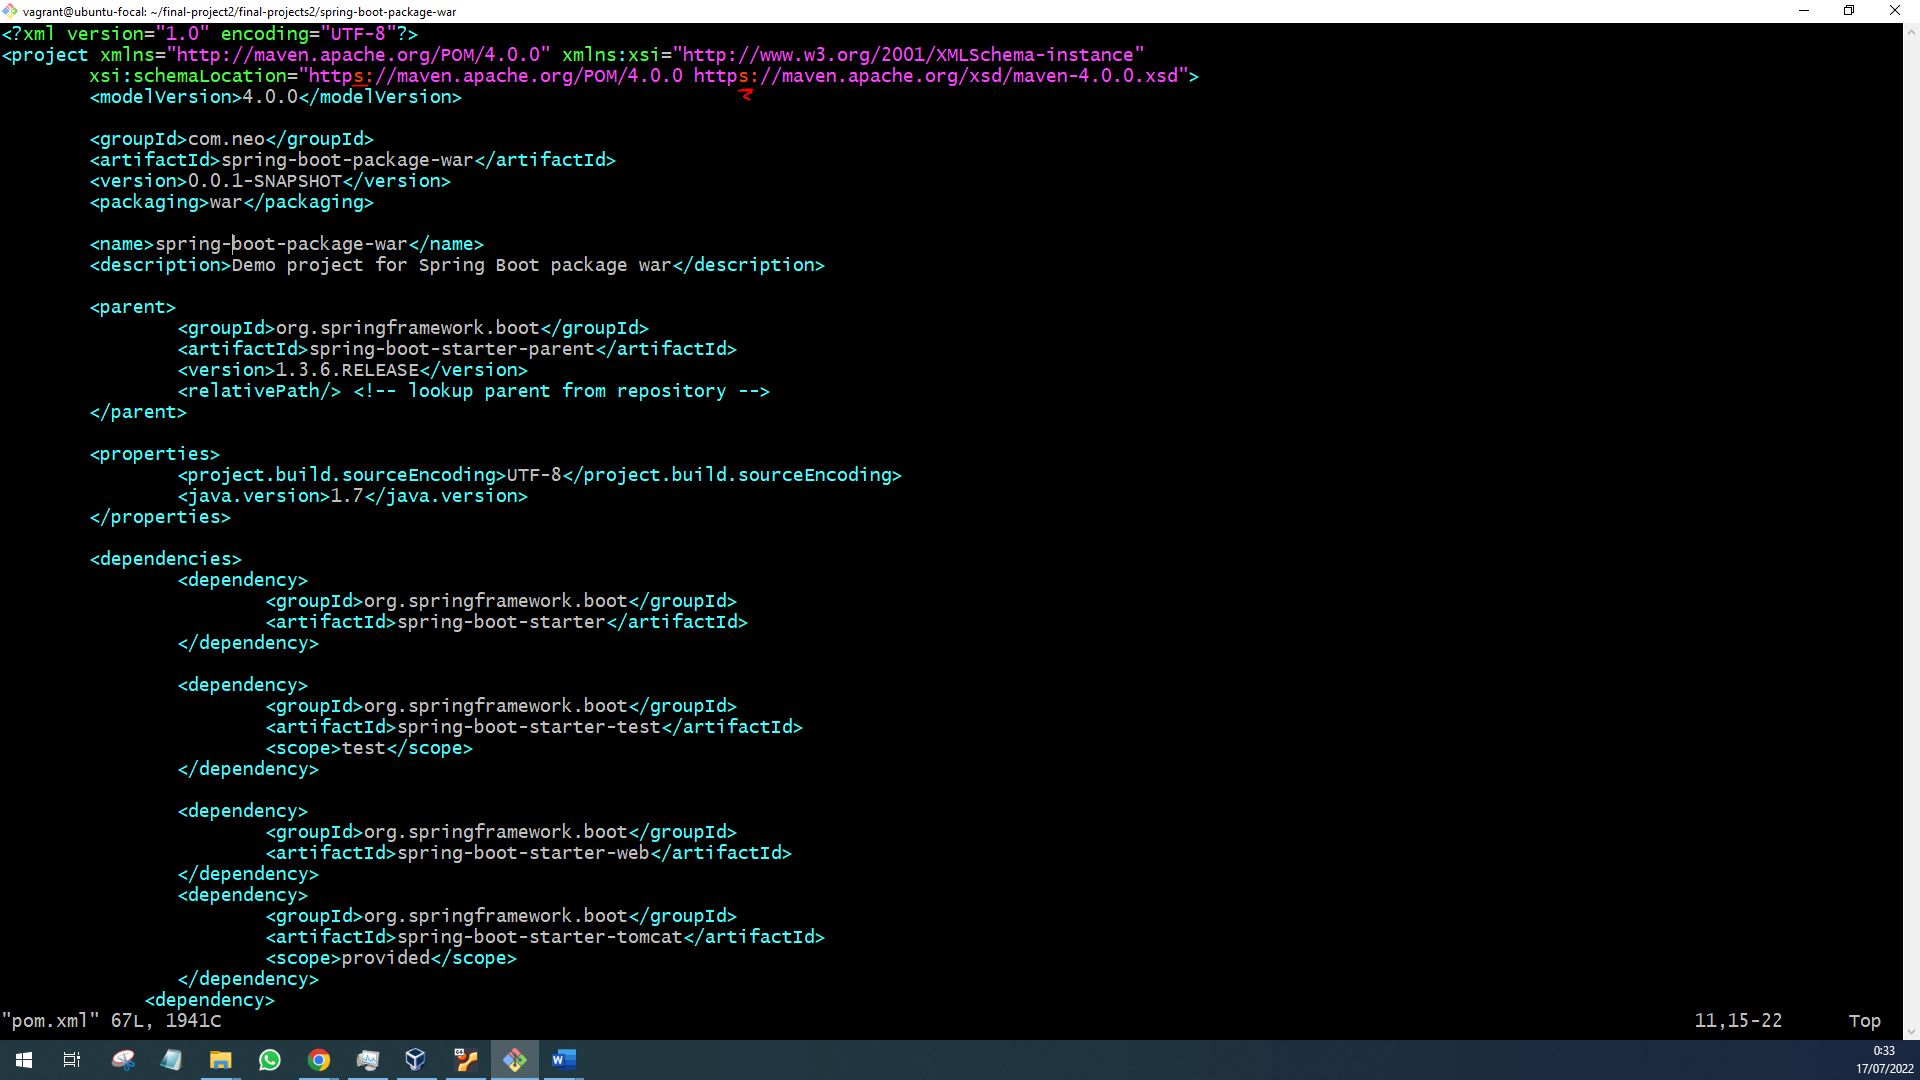 vagrant@ubuntu-focal: ~/final-project2/final-projects2/spring-boot-package-war
<?xml version="1.0" encoding="UTF-8"?>
<project xmlns="http://maven.apache.org/POM/4.0.0" xmlns:xsi="http://www.w3.org/2001/XMLSchema-instance"
        xsi:schemaLocation="https://maven.apache.org/POM/4.0.0 https://maven.apache.org/xsd/maven-4.0.0.xsd">
        <modelVersion>4.0.0</modelVersion>

        <groupId>com.neo</groupId>
        <artifactId>spring-boot-package-war</artifactId>
        <version>0.0.1-SNAPSHOT</version>
        <packaging>war</packaging>

        <name>spring-boot-package-war</name>
        <description>Demo project for Spring Boot package war</description>

        <parent>
                <groupId>org.springframework.boot</groupId>
                <artifactId>spring-boot-starter-parent</artifactId>
                <version>1.3.6.RELEASE</version>
                <relativePath/> <!-- lookup parent from repository -->
        </parent>

        <properties>
                <project.build.sourceEncoding>UTF-8</project.build.sourceEncoding>
                <java.version>1.7</java.version>
        </properties>

        <dependencies>
                <dependency>
                        <groupId>org.springframework.boot</groupId>
                        <artifactId>spring-boot-starter</artifactId>
                </dependency>

                <dependency>
                        <groupId>org.springframework.boot</groupId>
                        <artifactId>spring-boot-starter-test</artifactId>
                        <scope>test</scope>
                </dependency>

                <dependency>
                        <groupId>org.springframework.boot</groupId>
                        <artifactId>spring-boot-starter-web</artifactId>
                </dependency>
                <dependency>
                        <groupId>org.springframework.boot</groupId>
                        <artifactId>spring-boot-starter-tomcat</artifactId>
                        <scope>provided</scope>
                </dependency>
             <dependency>
"pom.xml" 67L, 1941C 11,15-22 Top
0:33
17/07/2022